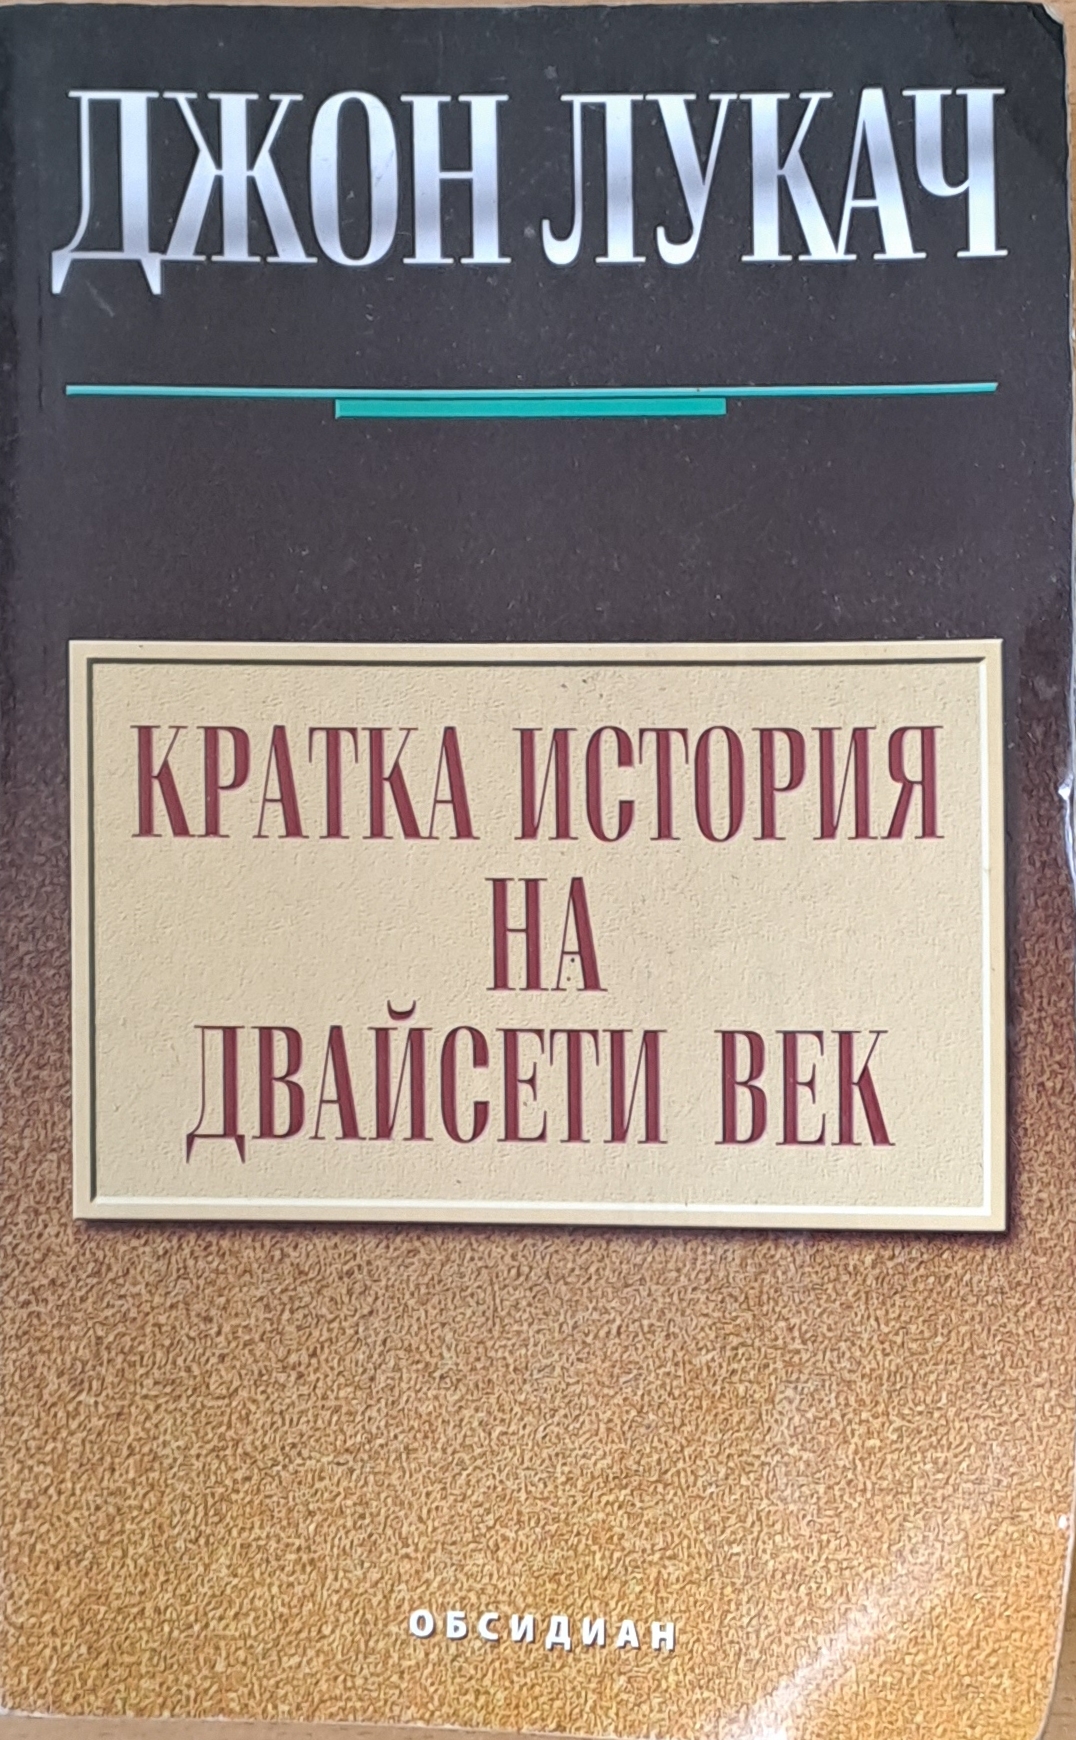 ДЖОН ЛУКАЧ
КРАТКА ИСТОРИЯ
НА
ДВАЙСЕТИ ВЕК
ОБСИДИАН